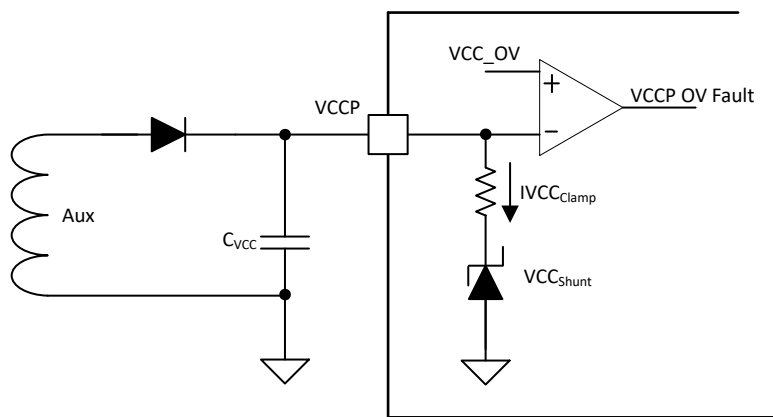 VCC_OV
VCCP
VCCP OV Fault
+
−
IVCCClamp
Aux
CVCC
VCCShunt